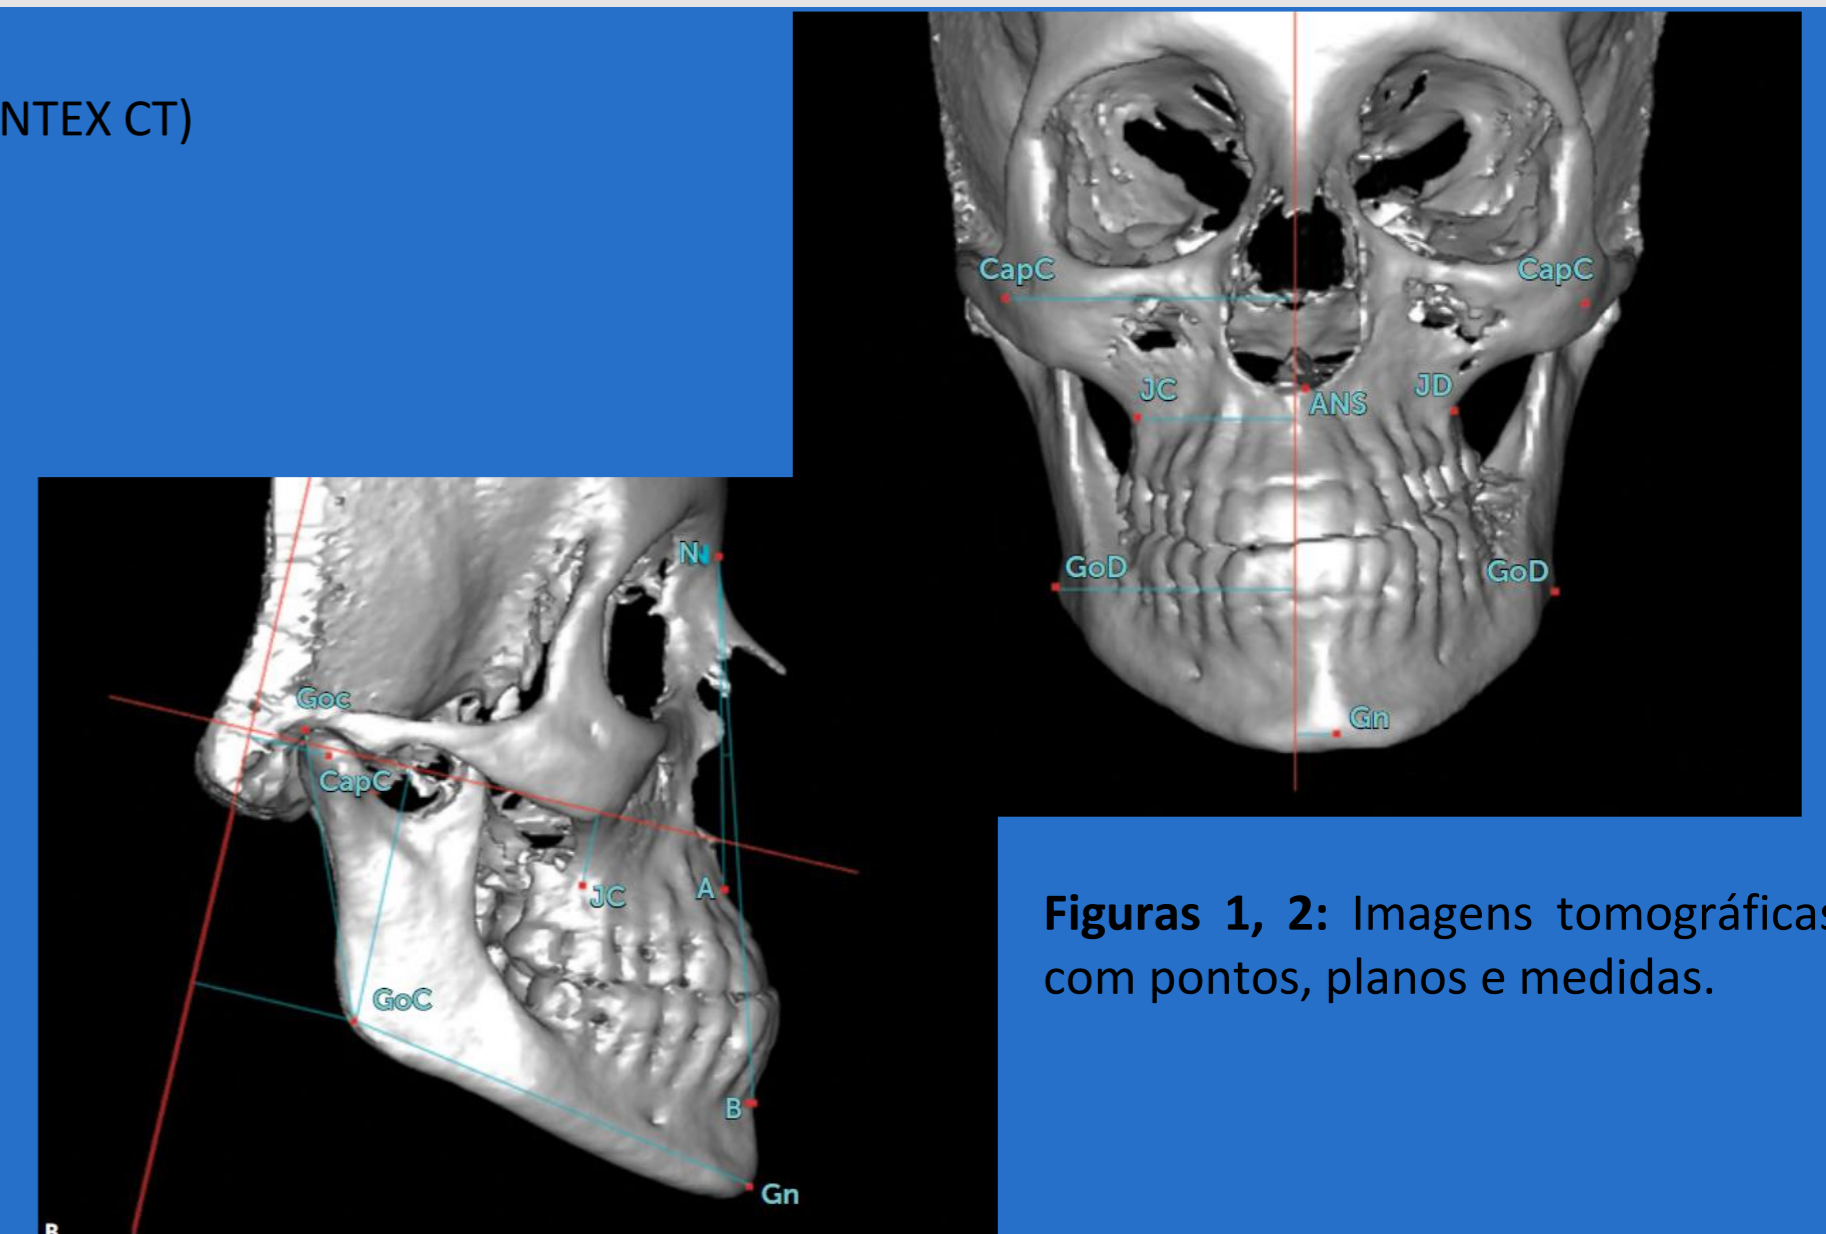 NTEX CT)
CapC
CapC
JC
ANS
JD
GoD
GoD
Gn
N
Goc
CapC
JC
A
GoC
B
Gn
R
Figuras 1, 2: Imagens tomográficas
com pontos, planos e medidas.